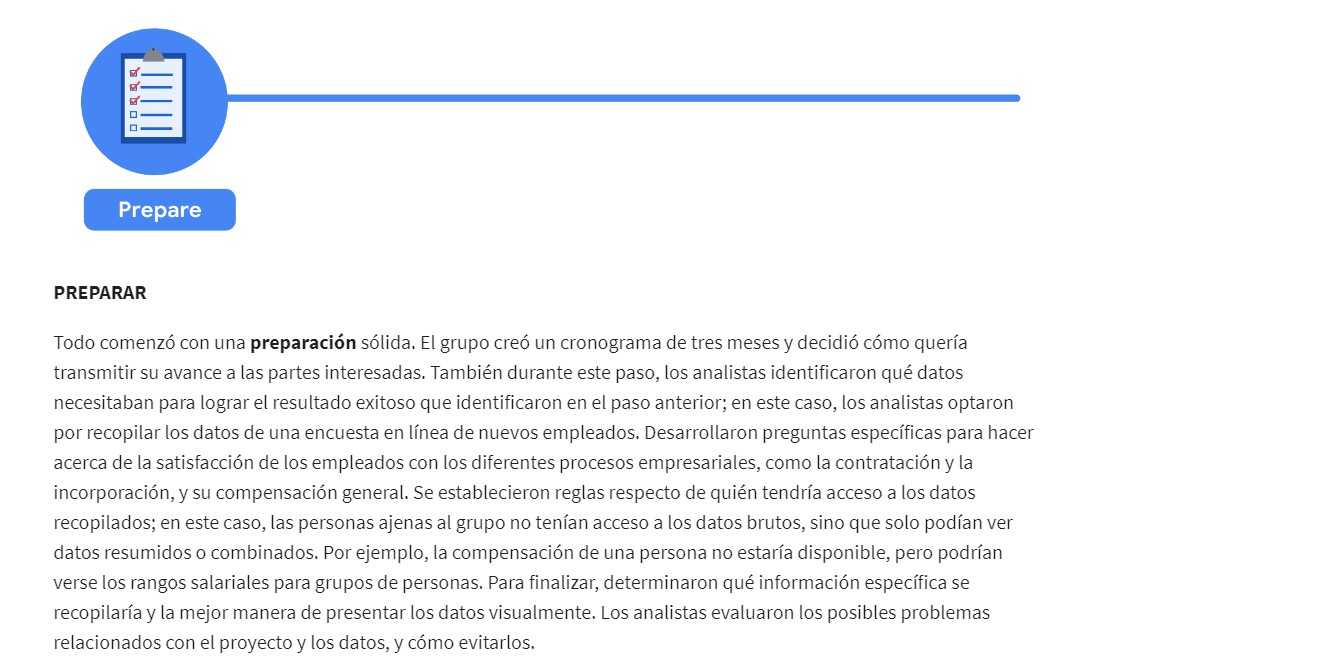 Prepare
PREPARAR
Todo comenzó con una preparación sólida. El grupo creó un cronograma de tres meses y decidió cómo quería
transmitir su avance a las partes interesadas. También durante este paso, los analistas identificaron qué datos
necesitaban para lograr el resultado exitoso que identificaron en el paso anterior; en este caso, los analistas optaron
por recopilar los datos de una encuesta en línea de nuevos empleados. Desarrollaron preguntas específicas para hacer
acerca de la satisfacción de los empleados con los diferentes procesos empresariales, como la contratación y la
incorporación, y su compensación general. Se establecieron reglas respecto de quién tendría acceso a los datos
recopilados; en este caso, las personas ajenas al grupo no tenían acceso a los datos brutos, sino que solo podían ver
datos resumidos o combinados. Por ejemplo, la compensación de una persona no estaría disponible, pero podrían
verse los rangos salariales para grupos de personas. Para finalizar, determinaron qué información específica se
recopilaría y la mejor manera de presentar los datos visualmente. Los analistas evaluaron los posibles problemas
relacionados con el proyecto y los datos, y cómo evitarlos.